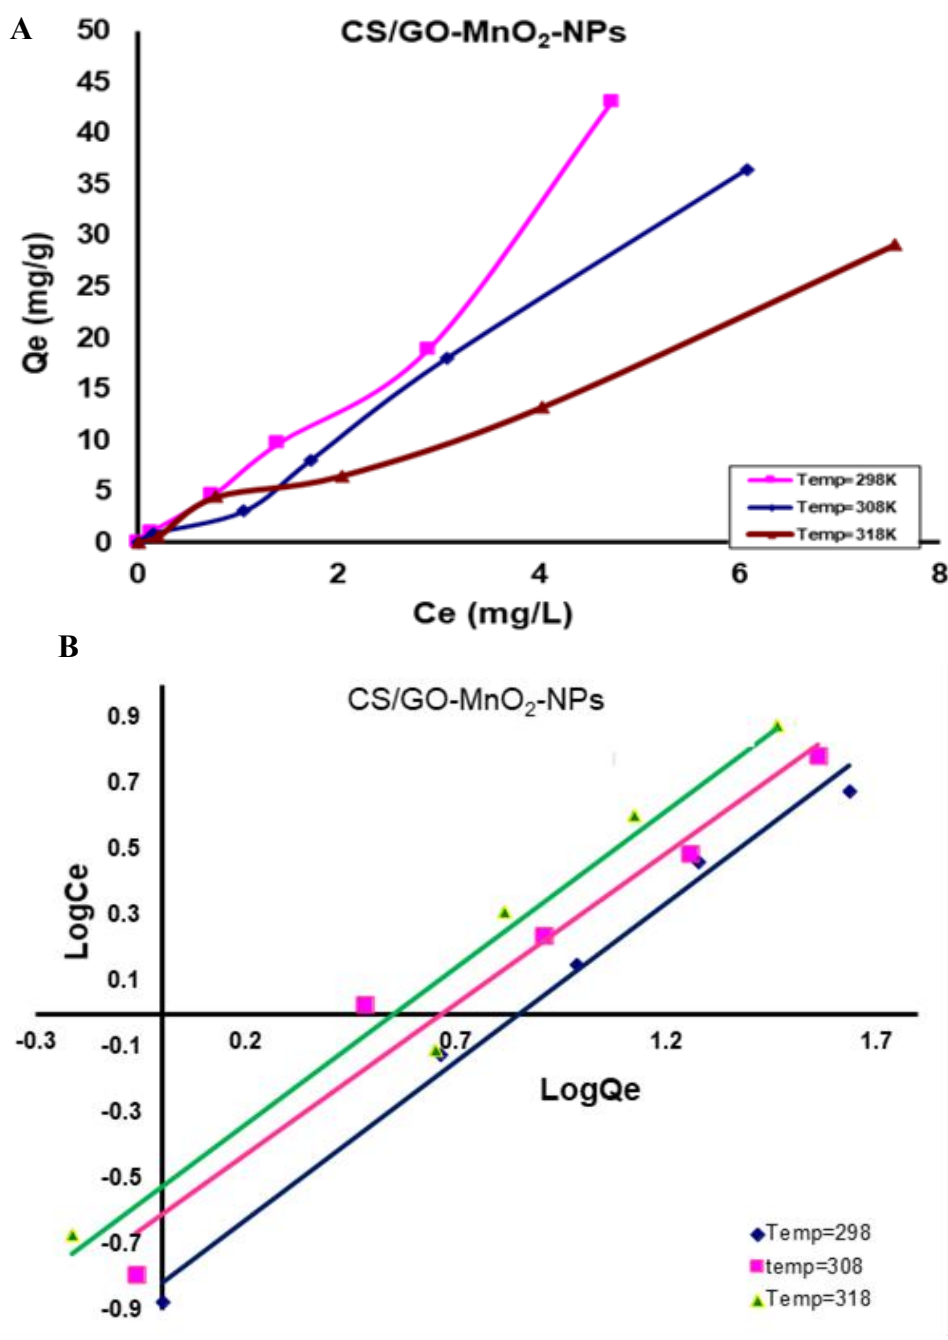 A
CS/GO-MnO₂-NPs
50
45
40
35
30
25
20
15
10
5
0
Qe (mg/g)
Temp=298K
Temp=308K
Temp=318K
0 2 4 6 8
Ce (mg/L)
B
CS/GO-MnO₂-NPs
0.9
0.7
0.5
0.3
0.1
LogCe
-0.3 -0.1 0.2 0.7 1.2 1.7
LogQe
-0.3
-0.5
-0.7
-0.9
Temp=298
temp=308
Temp=318